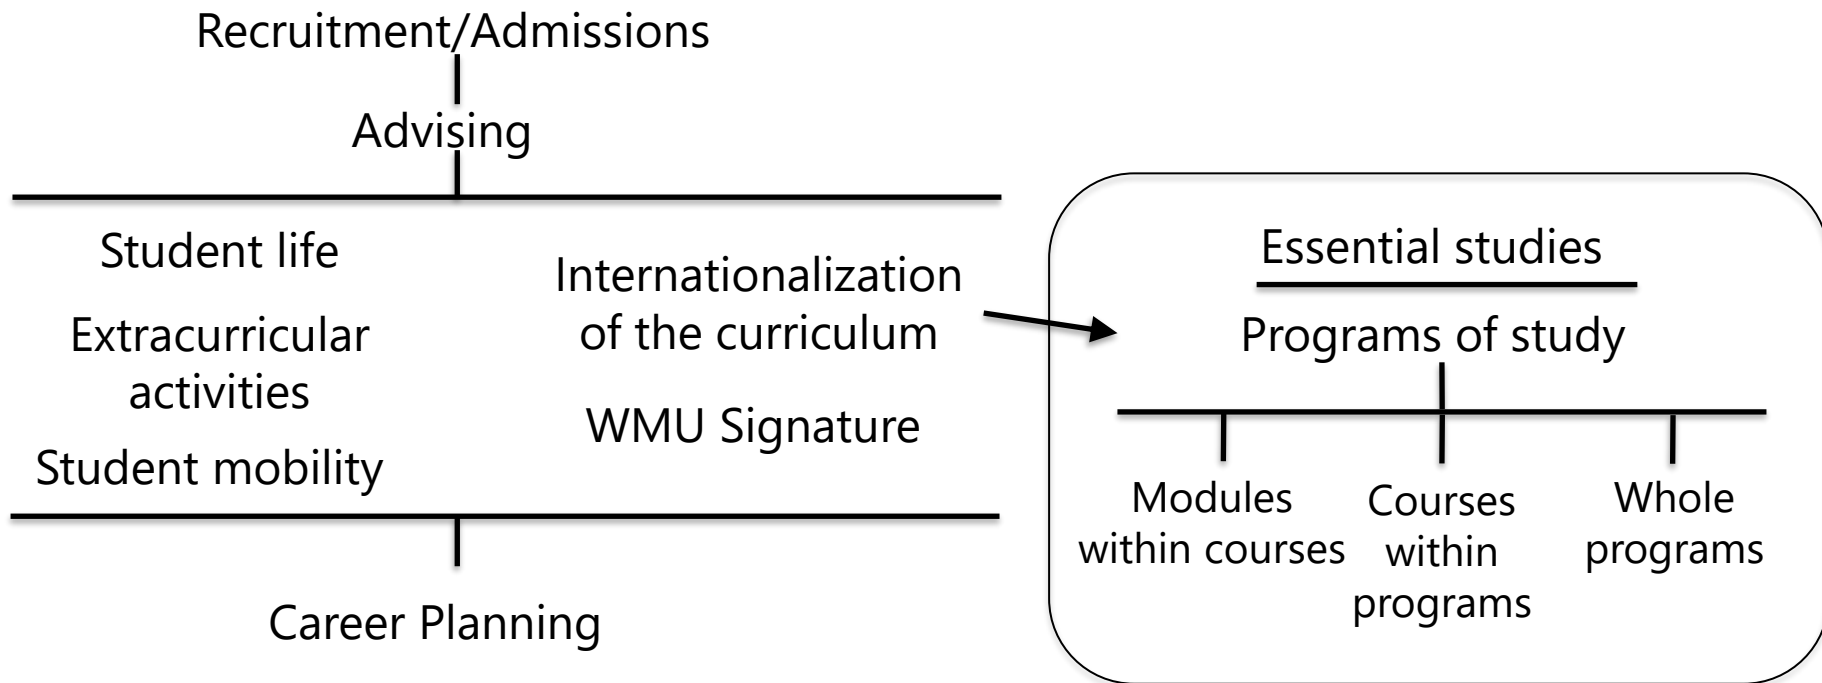 Recruitment/Admissions
Advising
Student life
Extracurricular
activities
Student mobility
Internationalization
of the curriculum
WMU Signature
Career Planning
Essential studies
Programs of study
Modules
within courses
Courses
within
programs
Whole
programs